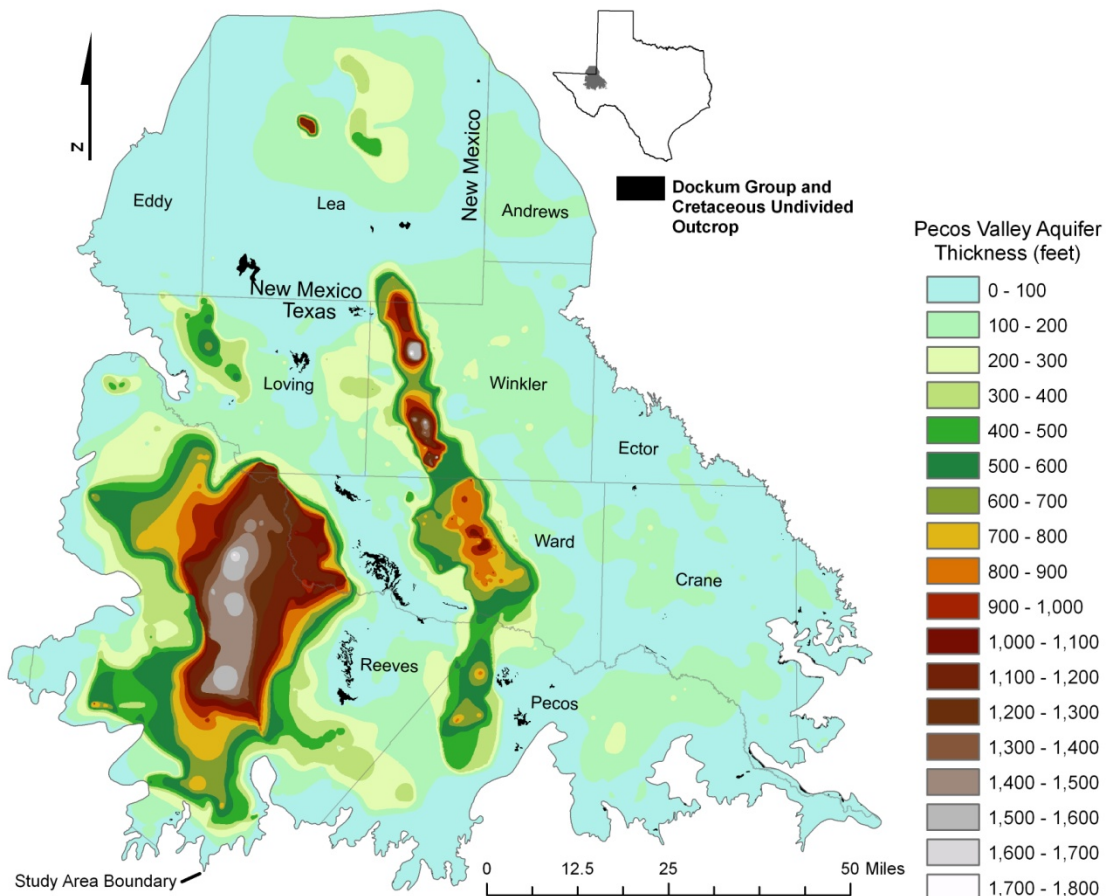 N
Eddy
Lea
New Mexico
Andrews
Dockum Group and
Cretaceous Undivided
Outcrop
New Mexico
Texas
Loving
Winkler
Ector
Ward
Crane
Reeves
Pecos
Study Area Boundary
0 12.5 25 50 Miles
Pecos Valley Aquifer
Thickness (feet)
0 - 100
100 - 200
200 - 300
300 - 400
400 - 500
500 - 600
600 - 700
700 - 800
800 - 900
900 - 1,000
1,000 - 1,100
1,100 - 1,200
1,200 - 1,300
1,300 - 1,400
1,400 - 1,500
1,500 - 1,600
1,600 - 1,700
1,700 - 1,800